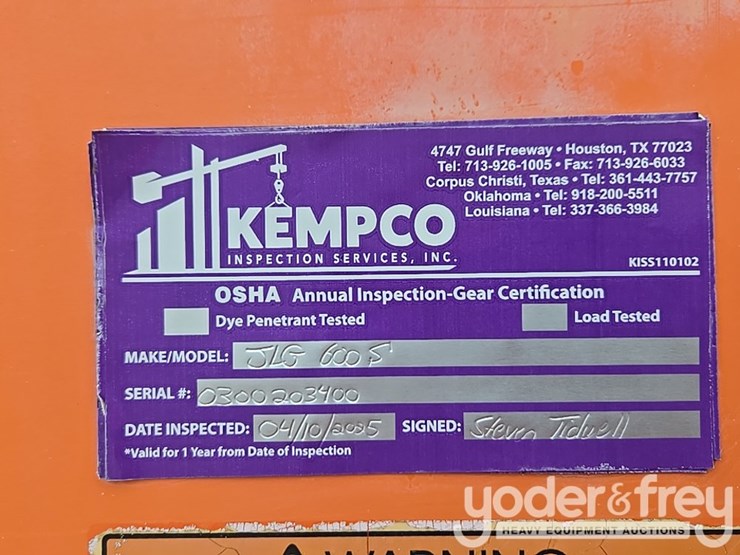 4747 Gulf Freeway • Houston, TX 77023
Tel: 713-926-1005 • Fax: 713-926-6033
Corpus Christi, Texas • Tel: 361-443-7757
Oklahoma • Tel: 918-200-5511
Louisiana • Tel: 337-366-3984
KEMPCO
INSPECTION SERVICES, INC.
KISS110102
OSHA Annual Inspection-Gear Certification
Dye Penetrant Tested
Load Tested
MAKE/MODEL: JLG 600S
SERIAL #: 0300203400
DATE INSPECTED: 04/10/2025 SIGNED: Steven Tidwell
*Valid for 1 Year from Date of Inspection
yoder&frey
HEAVY EQUIPMENT AUCTIONS
WARNING